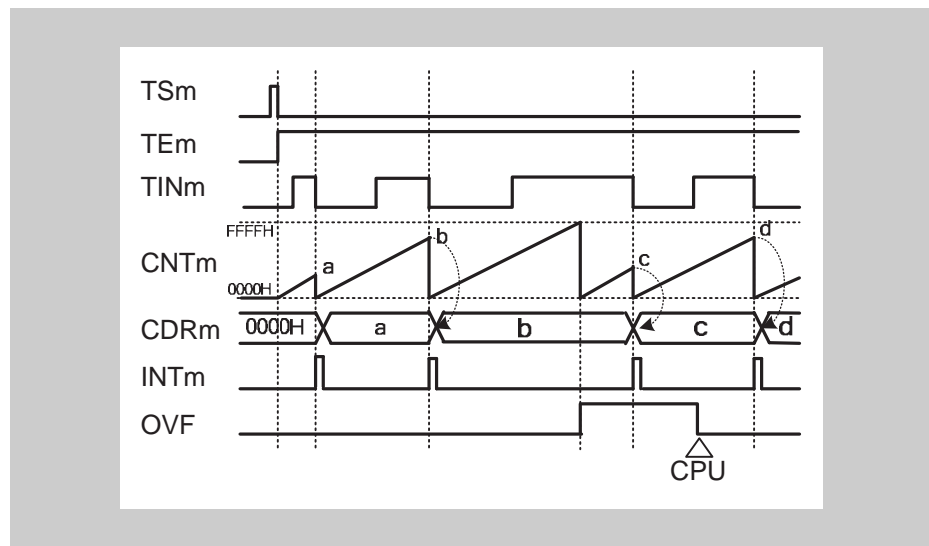 TSm
TEm
TINm
FFFFH
b
d
CNTm
a
c
0000H
CDRm
0000H
a
b
c
d
INTm
OVF
CPU